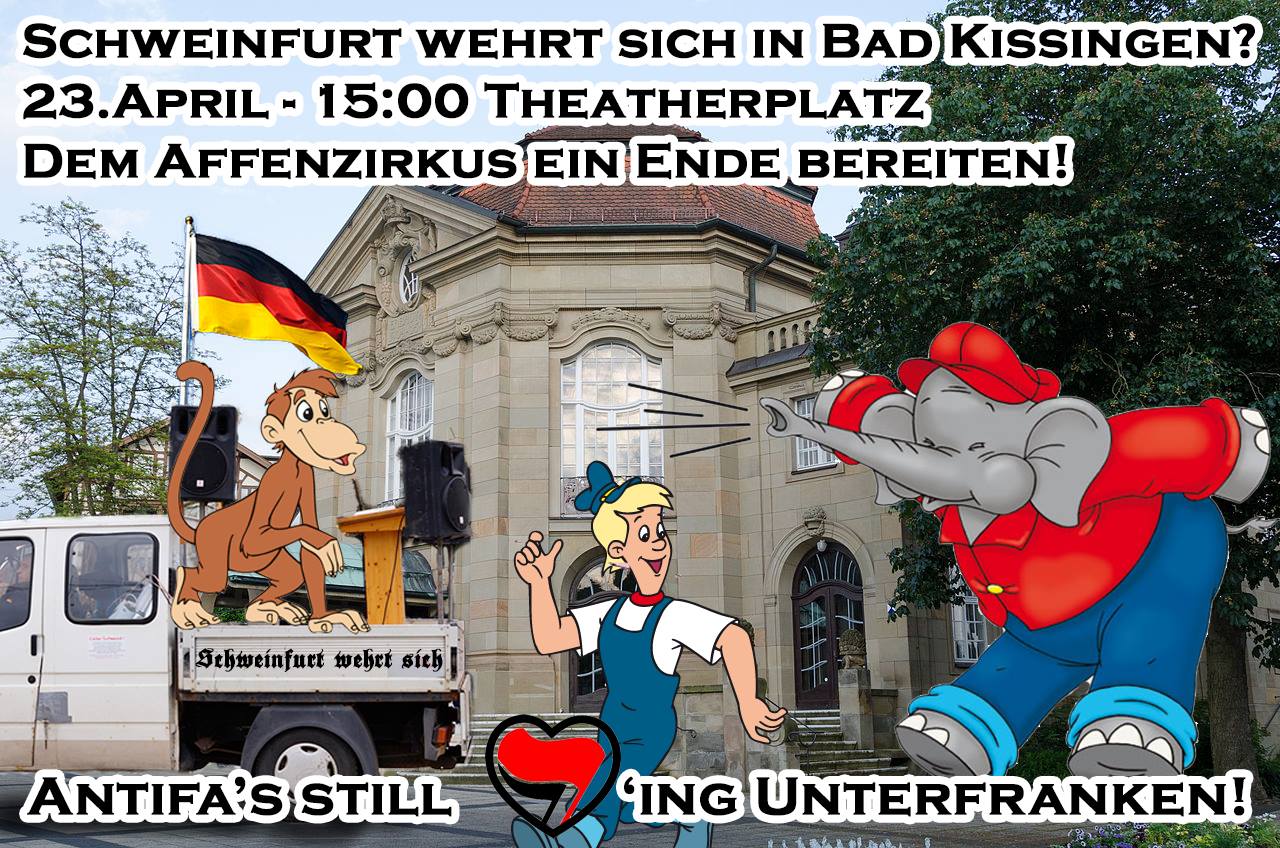 Schweinfurt wehrt sich in Bad Kissingen?
23.April - 15:00 Theatherplatz
Dem Affenzirkus ein Ende bereiten!
Schweinfurt wehrt sich
Antifa's still 'ing Unterfranken!